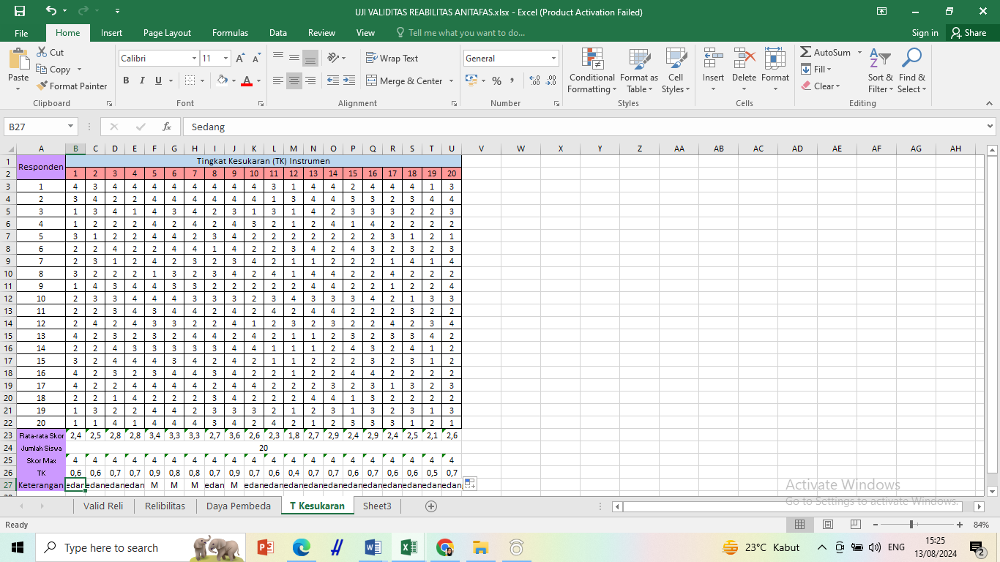 UJI VALIDITAS REABILITAS ANITAFAS.xlsx - Excel (Product Activation Failed)
File Home Insert Page Layout Formulas Data Review View Tell me what you want to do... Sign in Share
Cut
Copy
Format Painter
Paste
Clipboard
Calibri 11
B I U
Font
Wrap Text
Merge & Center
Alignment
General
Number
Conditional Formatting
Format as Table
Cell Styles
Styles
Insert Delete Format
Cells
AutoSum
Fill
Clear
Sort & Filter
Find & Select
Editing
B27 fx Sedang
A B C D E F G H I J K L M N O P Q R S T U V W X Y Z AA AB AC AD AE AF AG AH
1 Responden Tingkat Kesukaran (TK) Instrumen
2 1 2 3 4 5 6 7 8 9 10 11 12 13 14 15 16 17 18 19 20
3 1 4 3 4 4 4 4 4 4 4 4 3 1 4 4 2 4 4 4 1 3
4 2 3 4 2 2 4 4 4 4 4 4 1 3 4 4 3 3 2 3 4 4
5 3 1 3 4 1 4 3 4 2 3 1 3 1 4 2 3 3 3 2 2 3
6 4 1 2 2 2 4 2 4 2 4 3 2 1 2 4 1 4 2 2 2 2
7 5 3 1 2 2 4 4 2 3 4 2 2 2 2 2 2 2 3 1 2 1
8 6 2 2 4 2 2 4 4 1 4 2 2 3 4 2 4 3 2 3 2 3
9 7 2 3 1 2 4 2 3 2 3 4 2 1 1 2 2 2 1 4 1 4
10 8 3 2 2 2 1 3 2 3 4 2 4 1 4 4 2 2 4 2 2 2
11 9 1 4 3 4 4 3 3 2 2 2 2 2 4 4 2 2 1 2 2 4
12 10 2 3 3 4 4 4 3 3 3 2 3 4 3 3 3 4 2 1 3 3
13 11 2 2 3 4 3 4 4 2 4 2 4 2 4 4 2 2 2 3 2 2
14 12 2 4 2 4 3 3 2 2 4 1 2 3 2 3 2 2 4 2 3 4
15 13 4 2 3 2 3 2 4 4 2 4 2 1 1 2 3 2 3 3 4 2
16 14 2 2 4 3 3 3 3 3 4 4 1 1 1 2 4 3 2 4 1 2
17 15 3 2 4 4 4 3 4 2 4 2 1 1 2 2 2 3 2 3 1 2
18 16 4 2 3 2 3 4 4 4 4 2 2 1 2 2 4 4 2 2 2 2
19 17 4 2 2 4 4 4 4 2 4 4 2 2 2 3 2 3 1 3 2 3
20 18 2 2 1 4 2 2 2 3 4 2 2 2 4 4 1 3 2 2 2 2
21 19 1 3 2 2 4 4 2 3 3 3 2 1 2 3 1 3 2 3 1 3
22 20 1 1 4 1 4 4 4 3 4 2 4 2 1 2 3 3 3 1 2 1
23 Rata-rata Skor 2,4 2,5 2,8 2,8 3,4 3,3 3,3 2,7 3,6 2,6 2,3 1,8 2,7 2,9 2,4 2,9 2,4 2,5 2,1 2,6
24 Jumlah Siswa 20
25 Skor Max 4 4 4 4 4 4 4 4 4 4 4 4 4 4 4 4 4 4 4 4
26 TK 0,6 0,6 0,7 0,7 0,9 0,8 0,8 0,7 0,9 0,7 0,6 0,4 0,7 0,7 0,6 0,7 0,6 0,6 0,5 0,7
27 Keterangan edan edan edan edan M M M edan M edan edan edan edan edan edan edan edan edan edan edan
Valid Reli Relibilitas Daya Pembeda T Kesukaran Sheet3
Activate Windows
Go to Settings to activate Windows.
Ready 84%
Type here to search 23°C Kabut ENG 15:25
13/08/2024 2